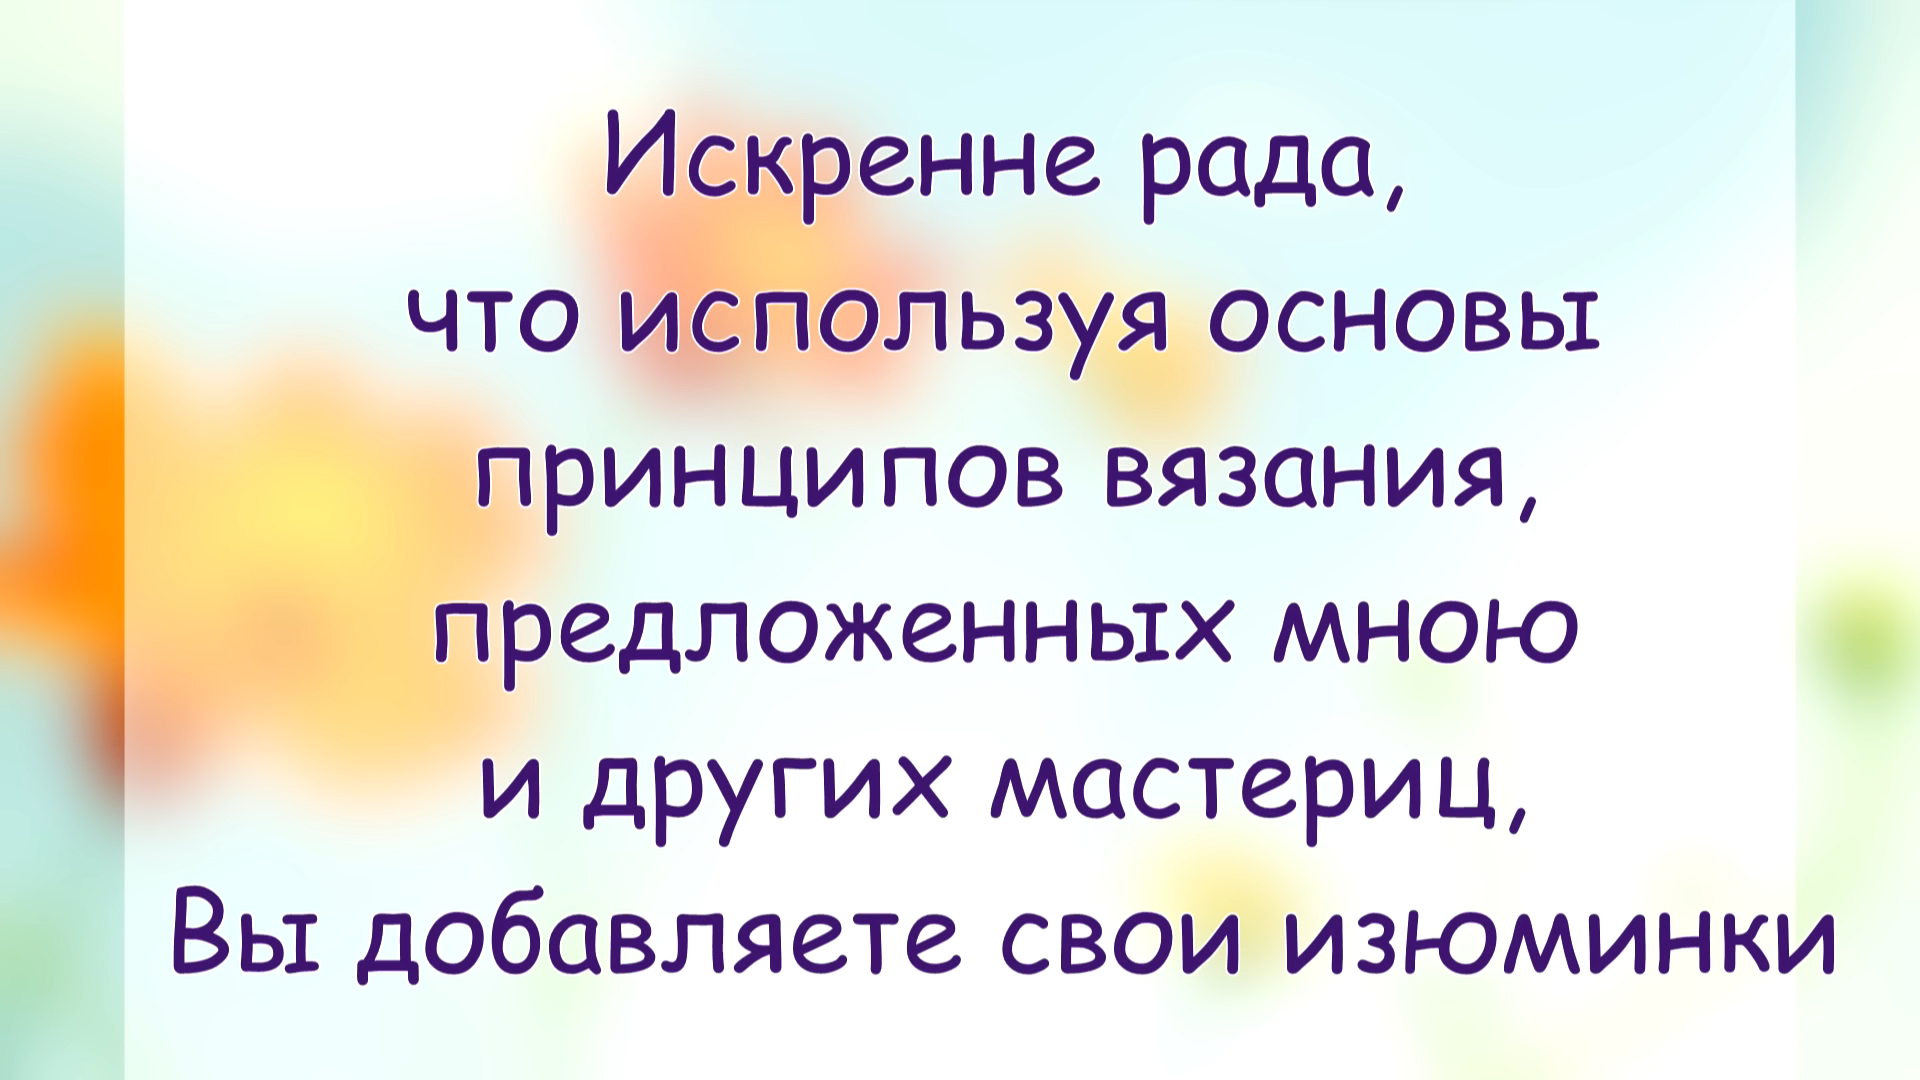 Искренне рада,
что используя основы
принципов вязания,
предложенных мною
и других мастериц,
Вы добавляете свои изюминки